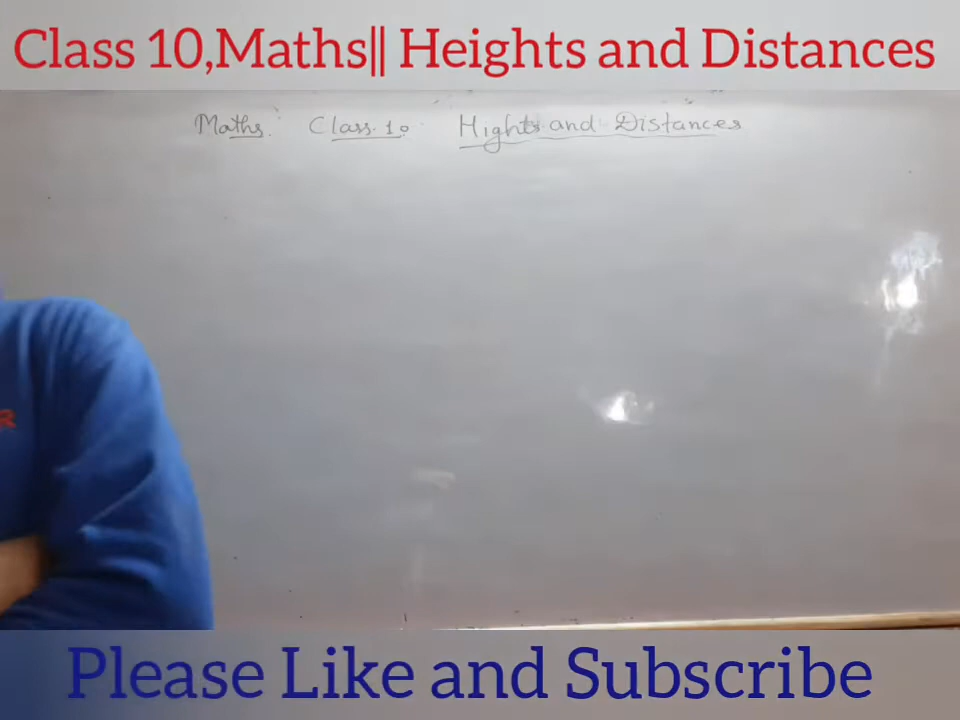 Class 10,Maths|| Heights and Distances
Maths. Class. 10. Hights and Distances
R
Please Like and Subscribe